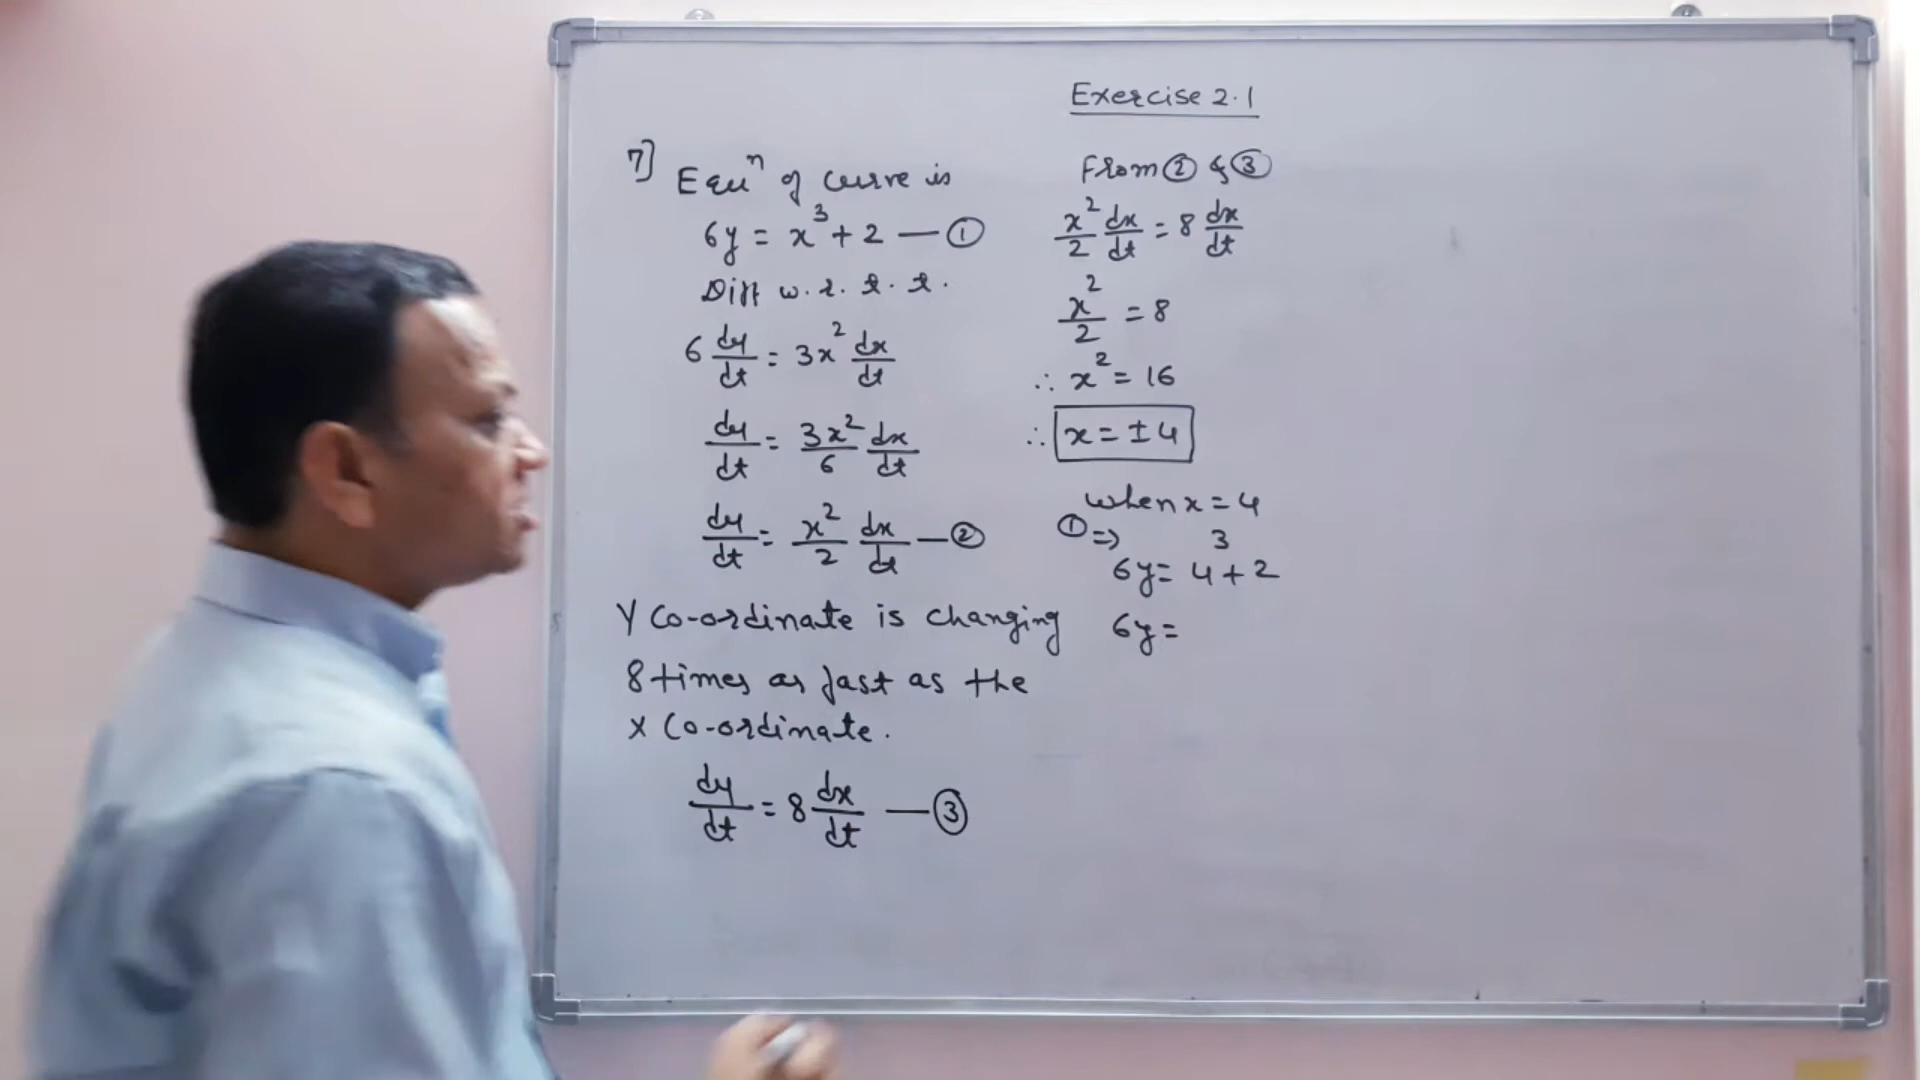 Exercise 2.1
7] Equⁿ of curve is
6y = x³ + 2 — ①
Diff w.r.t.t.
6 dy/dt = 3x² dx/dt
dy/dt = 3x²/6 dx/dt
dy/dt = x²/2 dx/dt — ②
Y Co-ordinate is changing
8 times as fast as the
X Co-ordinate.
dy/dt = 8 dx/dt — ③
From ② & ③
x²/2 dx/dt = 8 dx/dt
x²/2 = 8
∴ x² = 16
∴ x = ±4
when x = 4
① ⇒
6y = 4³ + 2
6y =